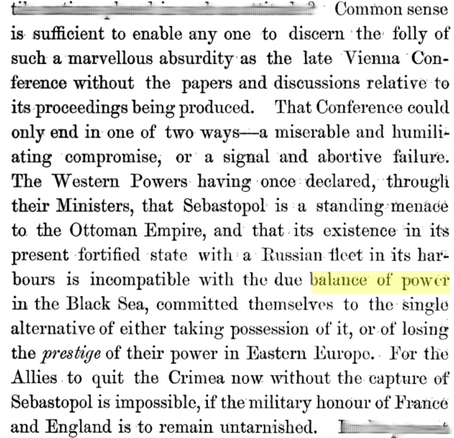 Common sense
is sufficient to enable any one to discern the folly of
such a marvellous absurdity as the late Vienna Con-
ference without the papers and discussions relative to
its proceedings being produced. That Conference could
only end in one of two ways—a miserable and humili-
ating compromise, or a signal and abortive failure.
The Western Powers having once declared, through
their Ministers, that Sebastopol is a standing menace
to the Ottoman Empire, and that its existence in its
present fortified state with a Russian fleet in its har-
bours is incompatible with the due balance of power
in the Black Sea, committed themselves to the single
alternative of either taking possession of it, or of losing
the prestige of their power in Eastern Europe. For the
Allies to quit the Crimea now without the capture of
Sebastopol is impossible, if the military honour of France
and England is to remain untarnished.